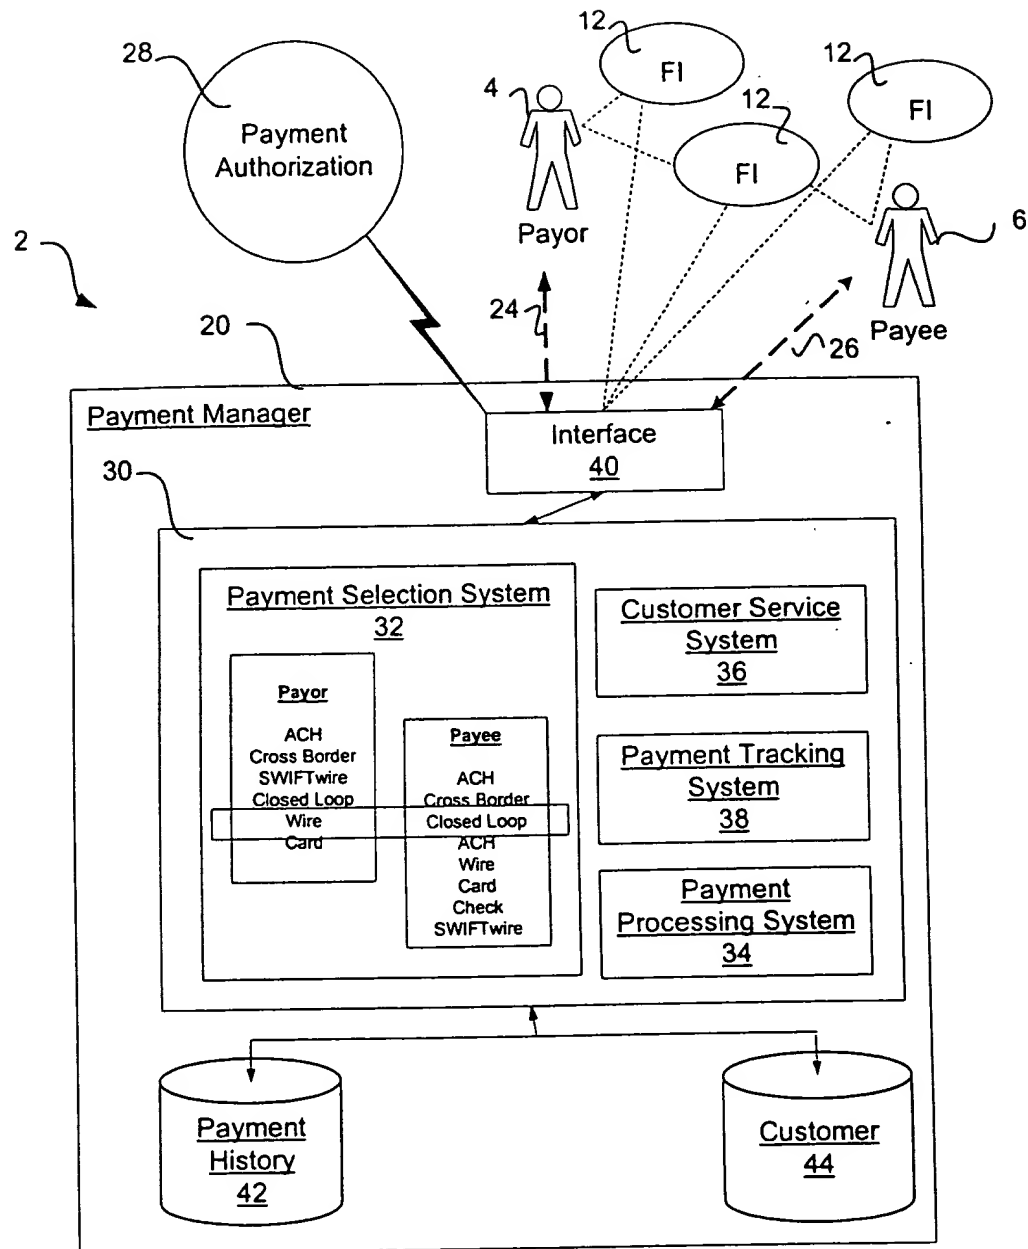 12
FI
12
FI
12
FI
28
Payment
Authorization
4
Payor
6
Payee
2
24
26
20
Payment Manager
Interface
40
30
Payment Selection System
32
Payor
ACH
Cross Border
SWIFTwire
Closed Loop
Wire
Card
Payee
ACH
Cross Border
Closed Loop
ACH
Wire
Card
Check
SWIFTwire
Customer Service
System
36
Payment Tracking
System
38
Payment
Processing System
34
Payment
History
42
Customer
44